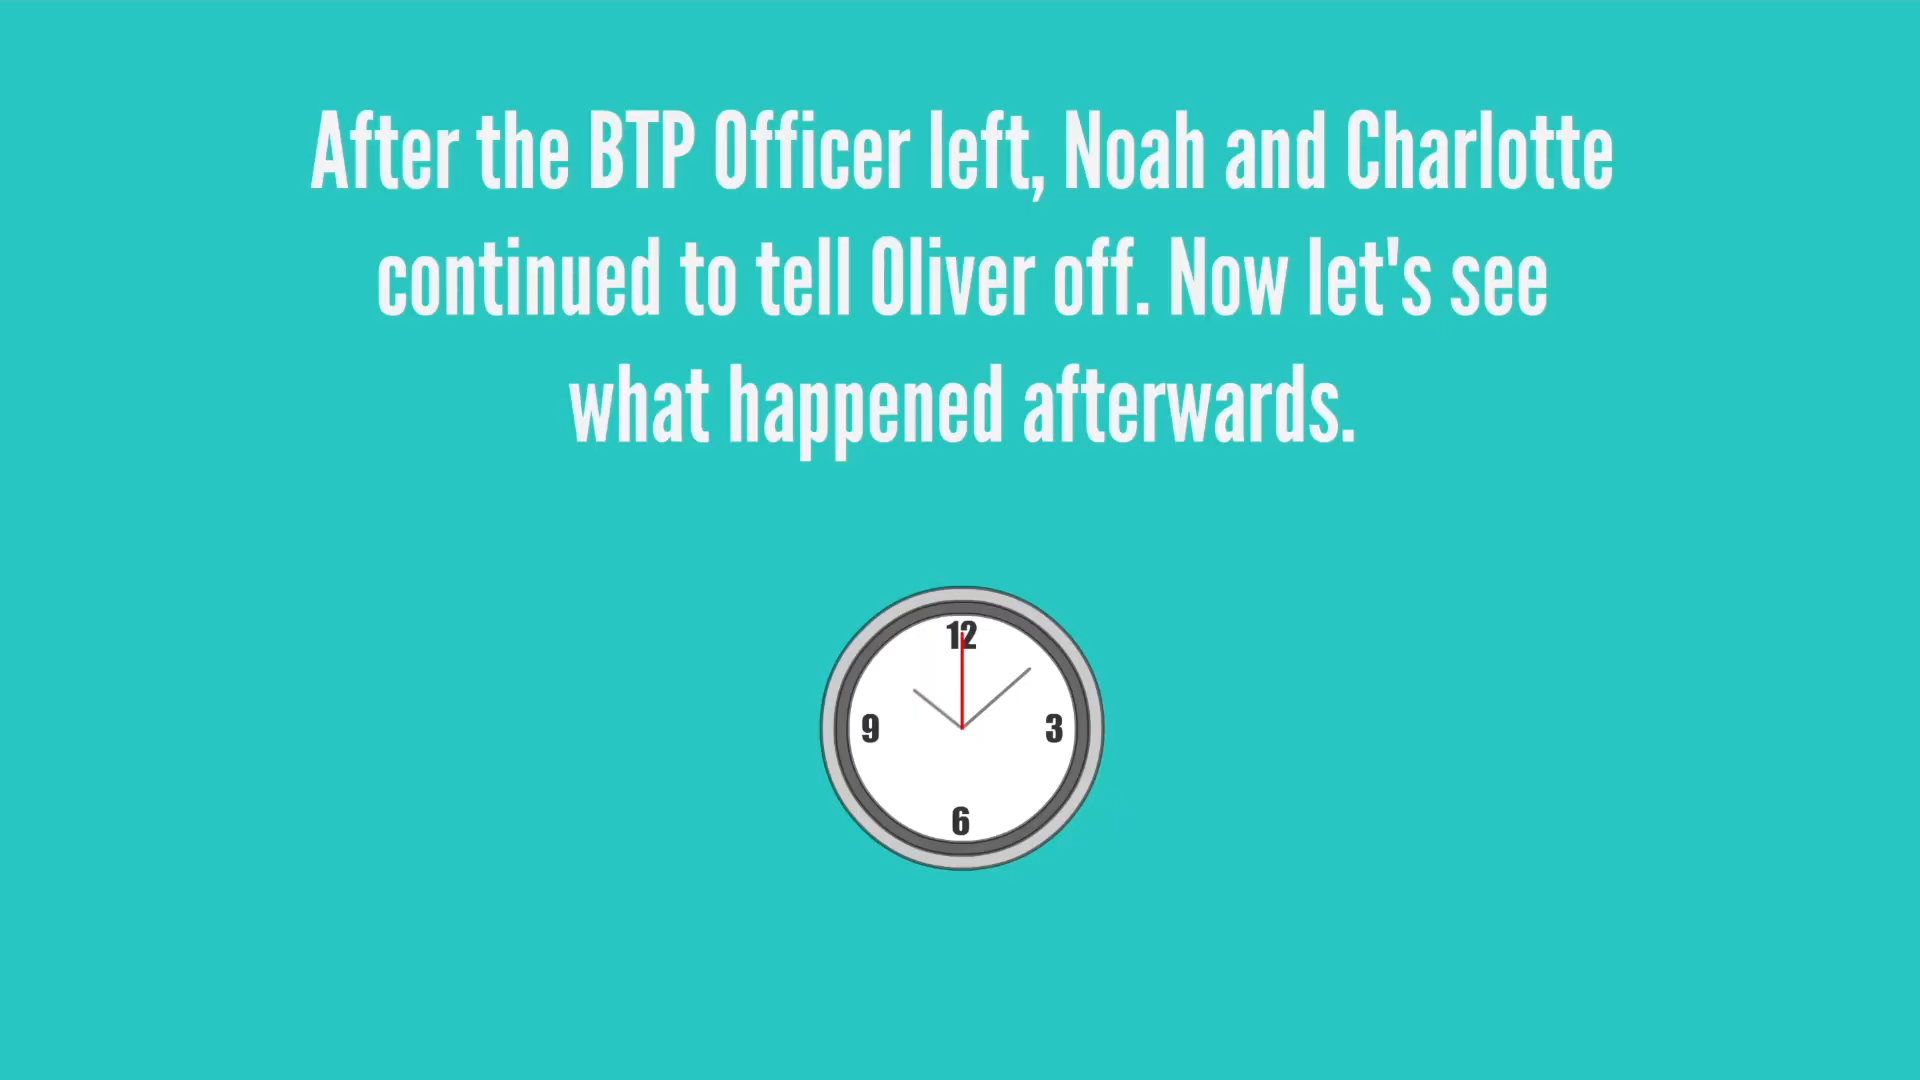 After the BTP Officer left, Noah and Charlotte
continued to tell Oliver off. Now let's see
what happened afterwards.
12
9
3
6